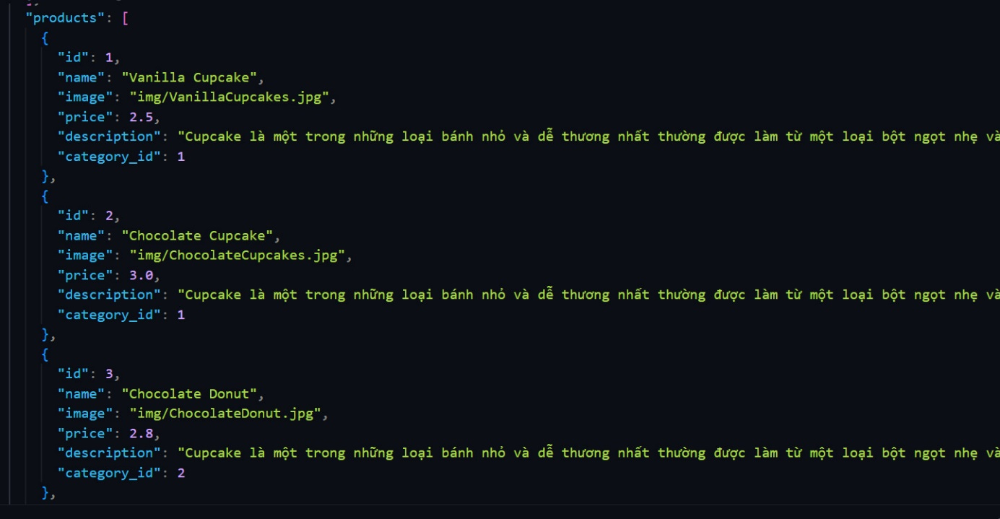 "products": [
{
"id": 1,
"name": "Vanilla Cupcake",
"image": "img/VanillaCupcakes.jpg",
"price": 2.5,
"description": "Cupcake là một trong những loại bánh nhỏ và dễ thương nhất thường được làm từ một loại bột ngọt nhẹ và
"category_id": 1
},
{
"id": 2,
"name": "Chocolate Cupcake",
"image": "img/ChocolateCupcakes.jpg",
"price": 3.0,
"description": "Cupcake là một trong những loại bánh nhỏ và dễ thương nhất thường được làm từ một loại bột ngọt nhẹ và
"category_id": 1
},
{
"id": 3,
"name": "Chocolate Donut",
"image": "img/ChocolateDonut.jpg",
"price": 2.8,
"description": "Cupcake là một trong những loại bánh nhỏ và dễ thương nhất thường được làm từ một loại bột ngọt nhẹ và
"category_id": 2
},